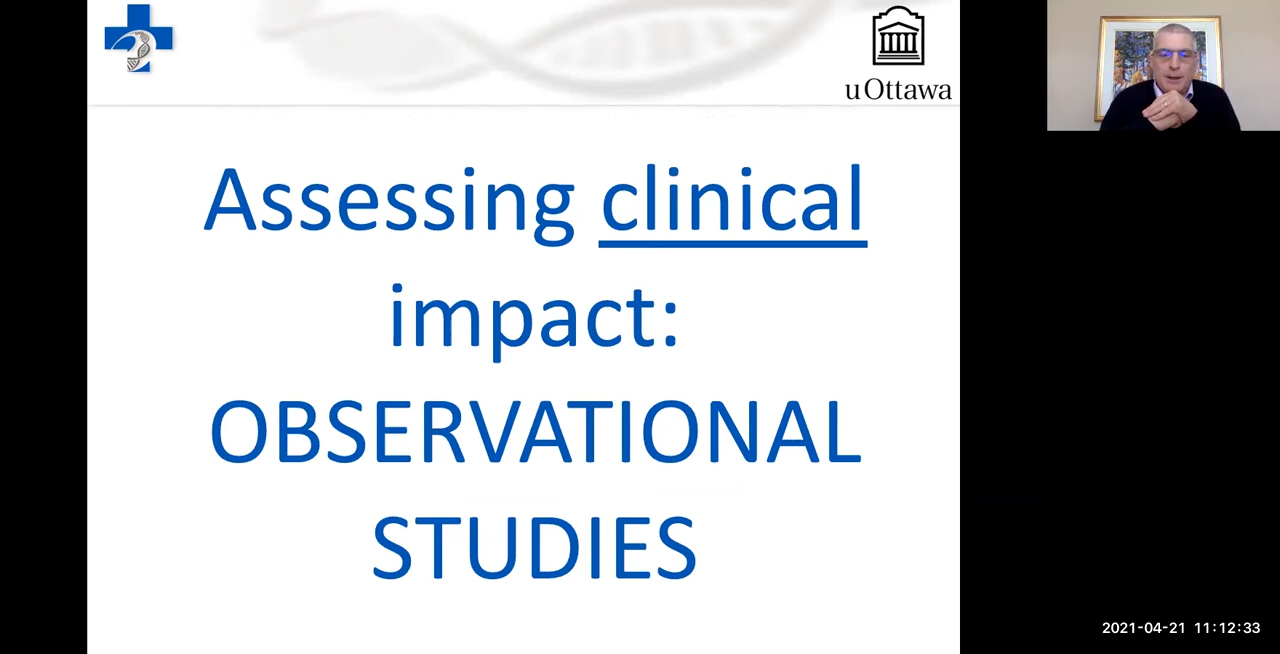 uOttawa
Assessing clinical
impact:
OBSERVATIONAL
STUDIES
2021-04-21 11:12:33